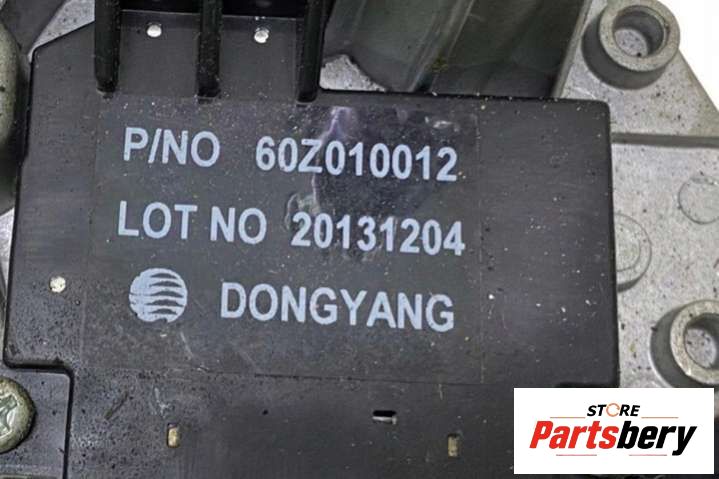 P/NO 60Z010012
LOT NO 20131204
DONGYANG
STORE
Partsbery